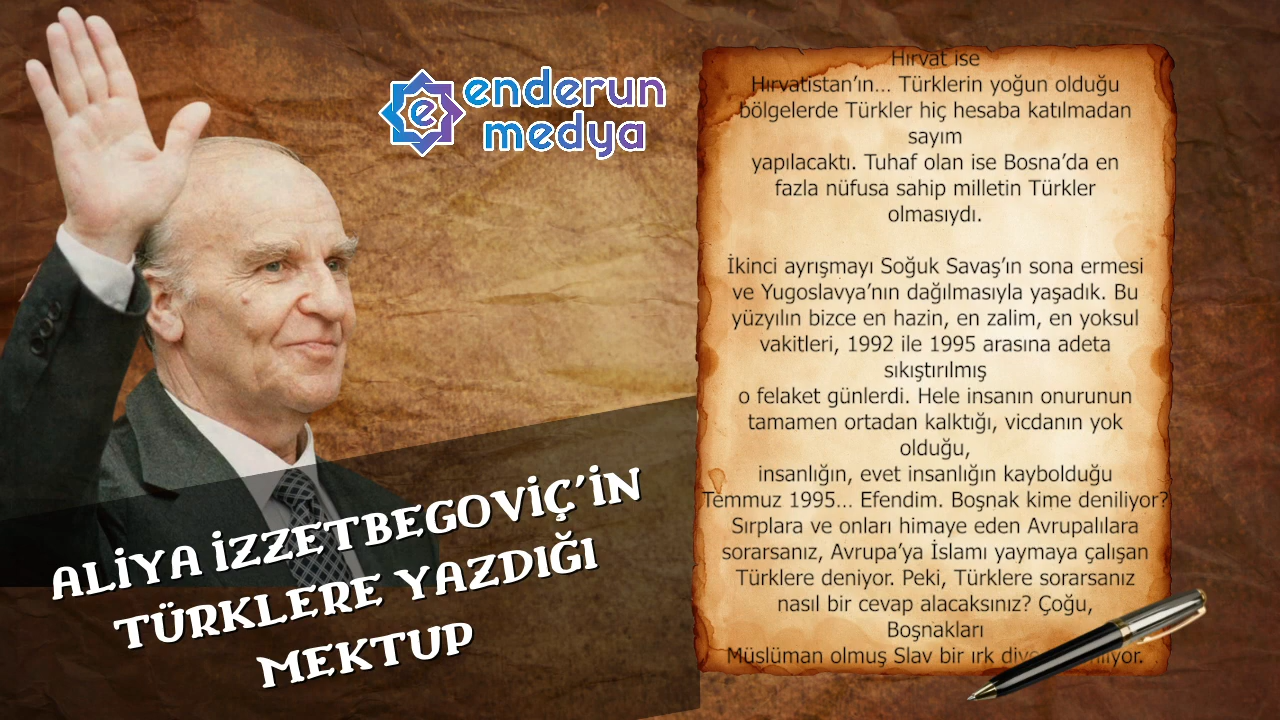 enderun
medya
Hırvat ise
Hırvatistan’ın… Türklerin yoğun olduğu
bölgelerde Türkler hiç hesaba katılmadan
sayım
yapılacaktı. Tuhaf olan ise Bosna’da en
fazla nüfusa sahip milletin Türkler
olmasıydı.
İkinci ayrışmayı Soğuk Savaş’ın sona ermesi
ve Yugoslavya’nın dağılmasıyla yaşadık. Bu
yüzyılın bizce en hazin, en zalim, en yoksul
vakitleri, 1992 ile 1995 arasına adeta
sıkıştırılmış
o felaket günlerdi. Hele insanın onurunun
tamamen ortadan kalktığı, vicdanın yok
olduğu,
insanlığın, evet insanlığın kaybolduğu
Temmuz 1995… Efendim. Boşnak kime deniliyor?
Sırplara ve onları himaye eden Avrupalılara
sorarsanız, Avrupa’ya İslamı yaymaya çalışan
Türklere deniyor. Peki, Türklere sorarsanız
nasıl bir cevap alacaksınız? Çoğu,
Boşnakları
Müslüman olmuş Slav bir ırk
ALİYA İZZETBEGOVİÇ’İN
TÜRKLERE YAZDIĞI
MEKTUP